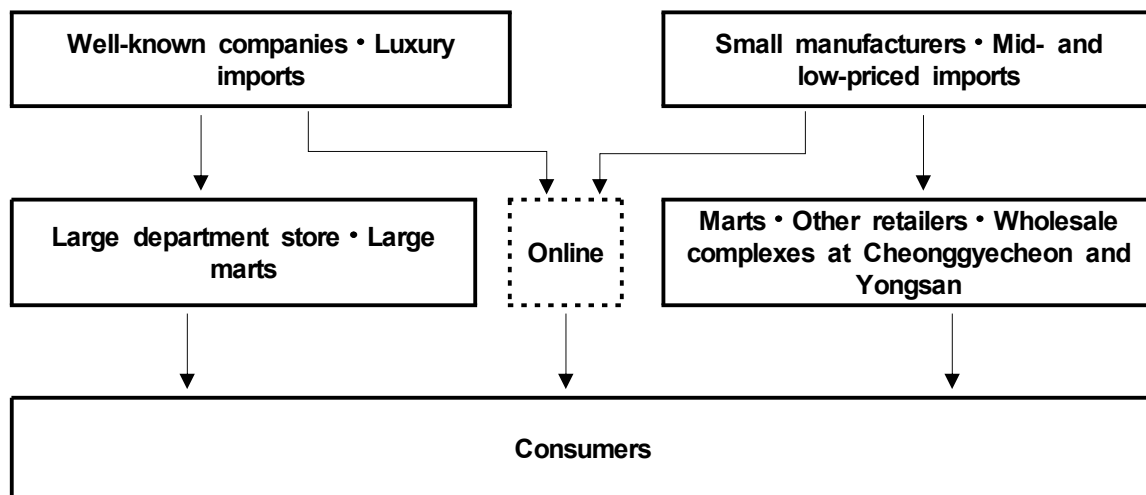 Well-known companies · Luxury
imports
Small manufacturers · Mid- and
low-priced imports
Large department store · Large
marts
Online
Marts · Other retailers · Wholesale
complexes at Cheonggyecheon and
Yongsan
Consumers